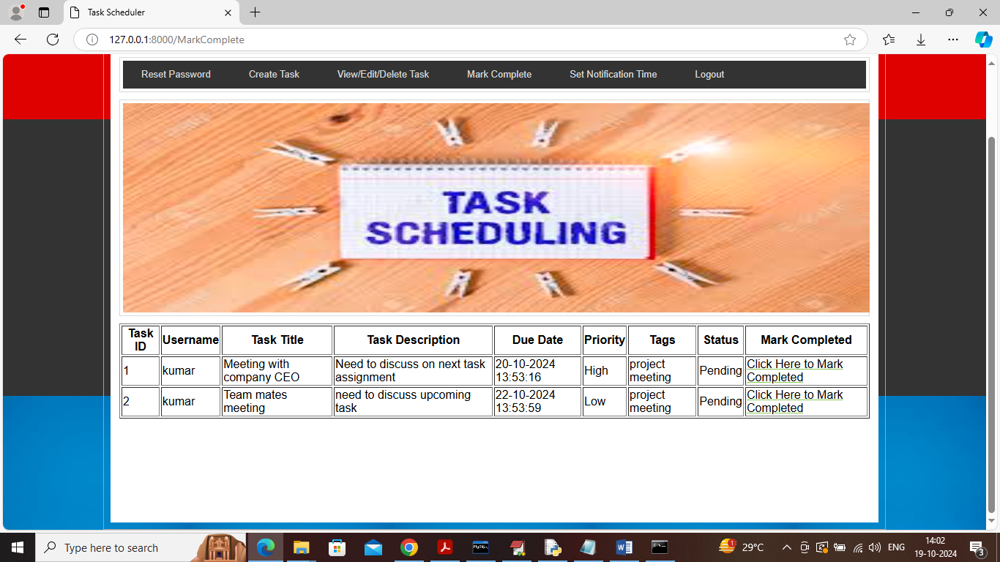 Task Scheduler
127.0.0.1:8000/MarkComplete
Reset Password Create Task View/Edit/Delete Task Mark Complete Set Notification Time Logout
TASK
SCHEDULING
Task ID Username Task Title Task Description Due Date Priority Tags Status Mark Completed
1 kumar Meeting with company CEO Need to discuss on next task assignment 20-10-2024 13:53:16 High project meeting Pending Click Here to Mark Completed
2 kumar Team mates meeting need to discuss upcoming task 22-10-2024 13:53:59 Low project meeting Pending Click Here to Mark Completed
Type here to search
1
29°C
ENG
14:02
19-10-2024
3